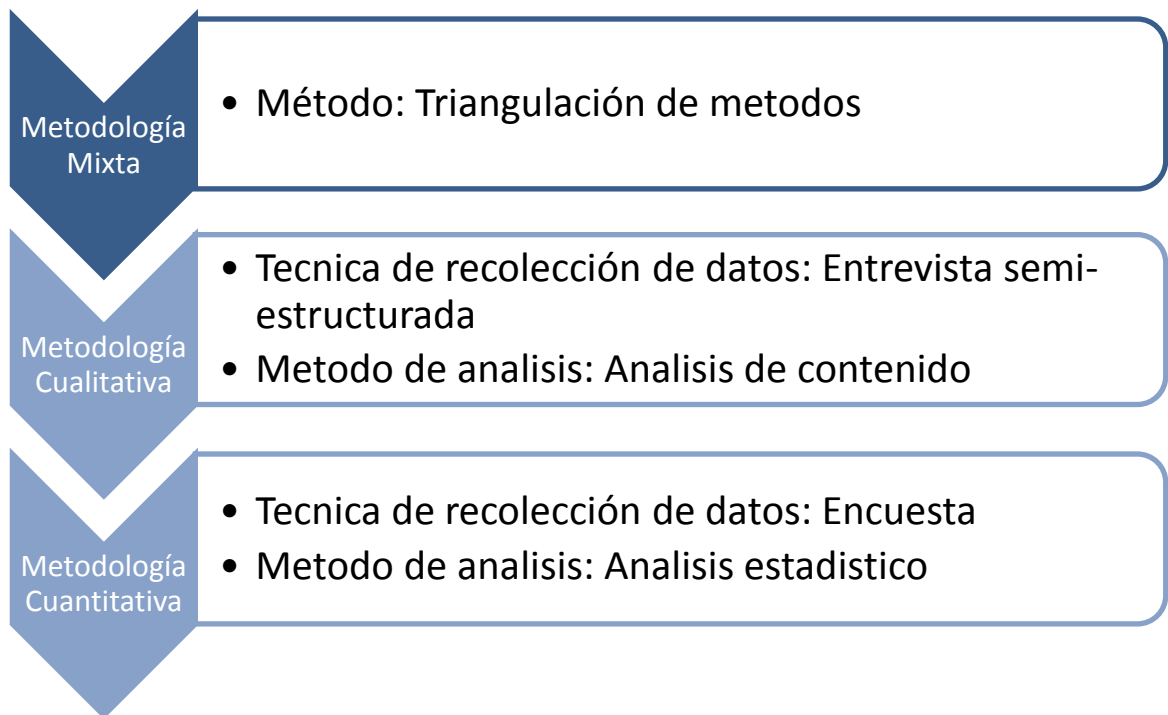 Metodología
Mixta
• Método: Triangulación de metodos
Metodología
Cualitativa
• Tecnica de recolección de datos: Entrevista semi-
estructurada
• Metodo de analisis: Analisis de contenido
Metodología
Cuantitativa
• Tecnica de recolección de datos: Encuesta
• Metodo de analisis: Analisis estadistico